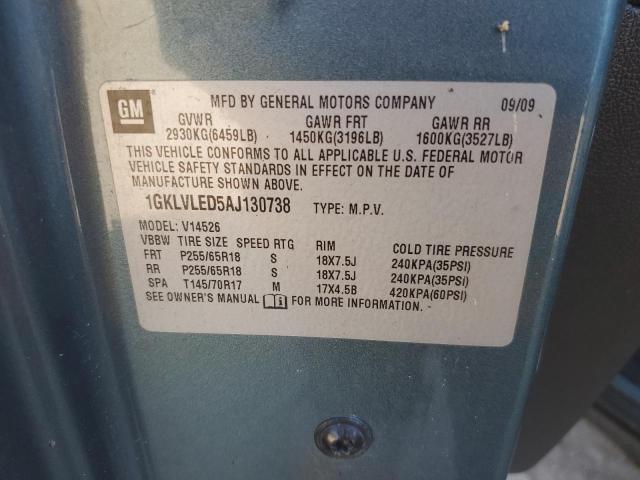 GM
MFD BY GENERAL MOTORS COMPANY 09/09
GVWR GAWR FRT GAWR RR
2930KG(6459LB) 1450KG(3196LB) 1600KG(3527LB)
THIS VEHICLE CONFORMS TO ALL APPLICABLE U.S. FEDERAL MOTOR
VEHICLE SAFETY STANDARDS IN EFFECT ON THE DATE OF
MANUFACTURE SHOWN ABOVE.
1GKLVLED5AJ130738 TYPE: M.P.V.
MODEL: V14526
VBBW TIRE SIZE SPEED RTG RIM COLD TIRE PRESSURE
FRT P255/65R18 S 18X7.5J 240KPA(35PSI)
RR P255/65R18 S 18X7.5J 240KPA(35PSI)
SPA T145/70R17 M 17X4.5B 420KPA(60PSI)
SEE OWNER'S MANUAL FOR MORE INFORMATION.